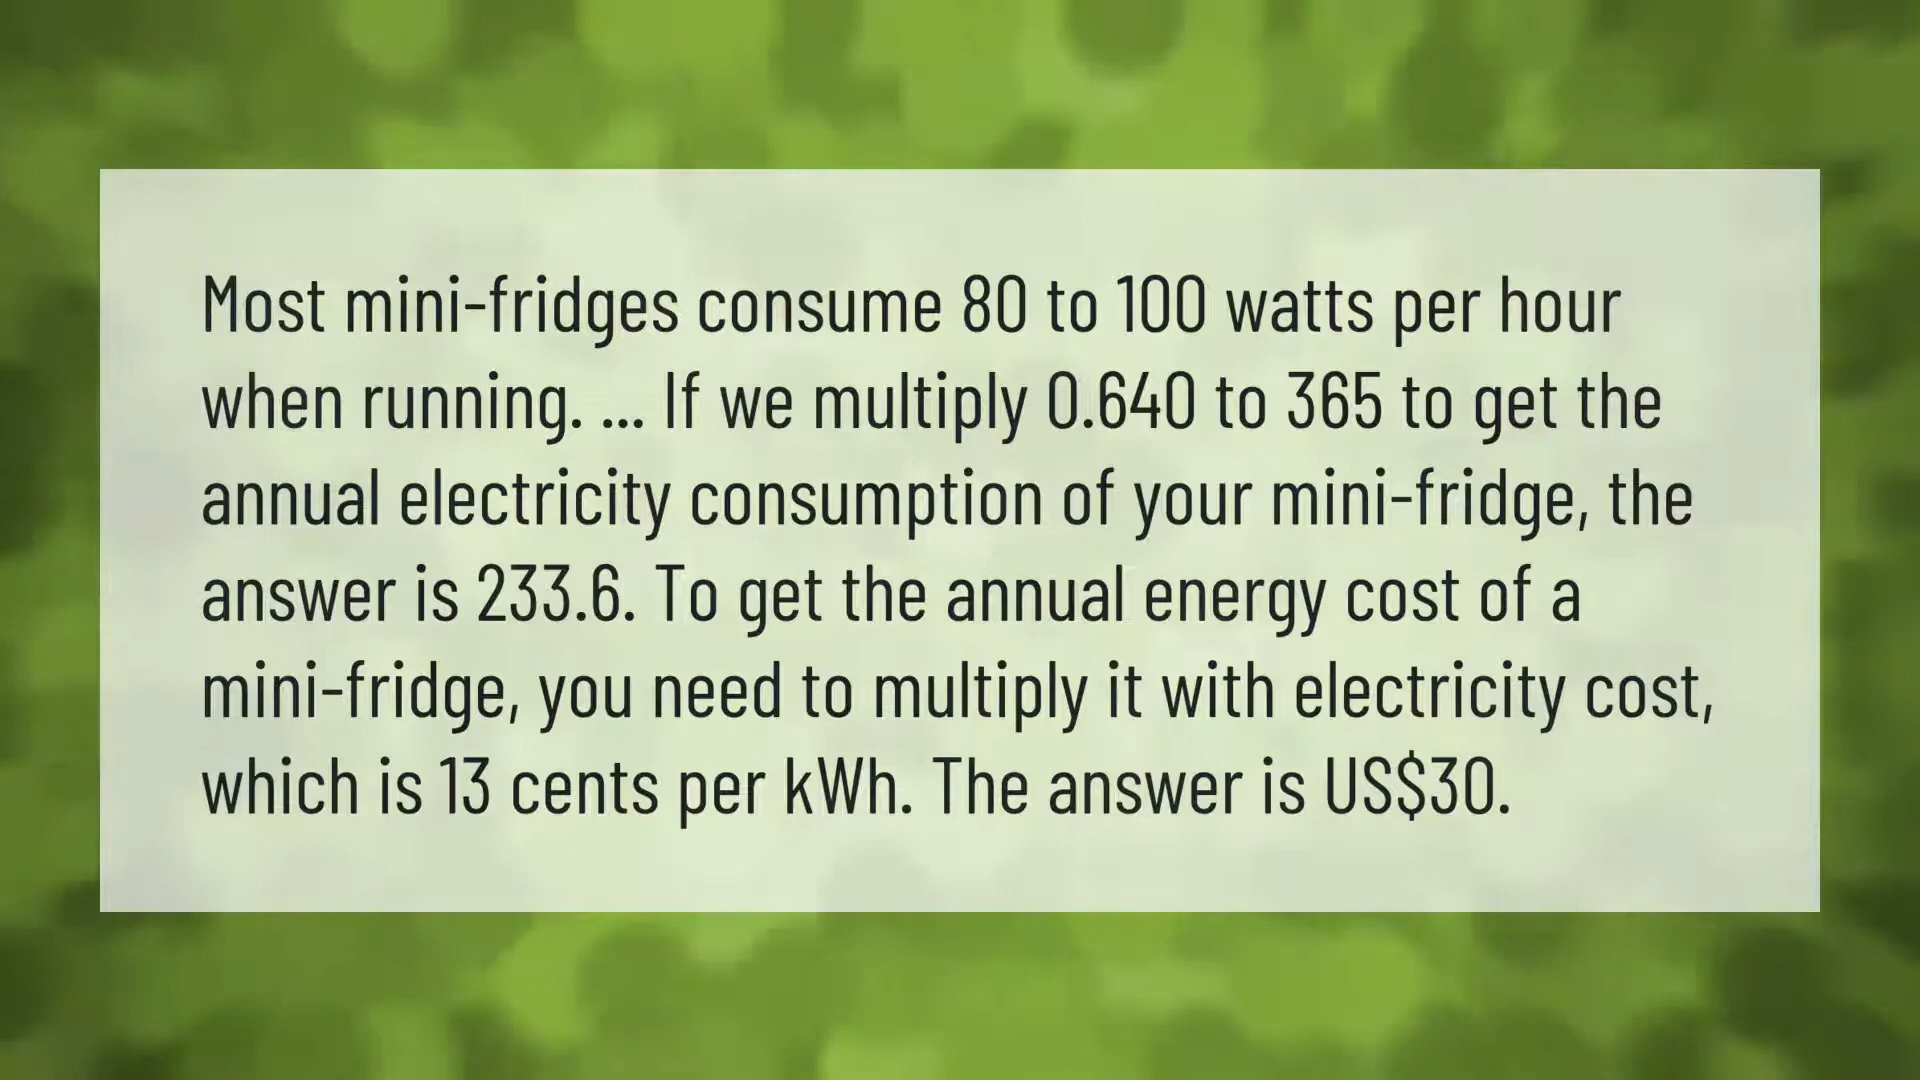 Most mini-fridges consume 80 to 100 watts per hour
when running. ... If we multiply 0.640 to 365 to get the
annual electricity consumption of your mini-fridge, the
answer is 233.6. To get the annual energy cost of a
mini-fridge, you need to multiply it with electricity cost,
which is 13 cents per kWh. The answer is US$30.